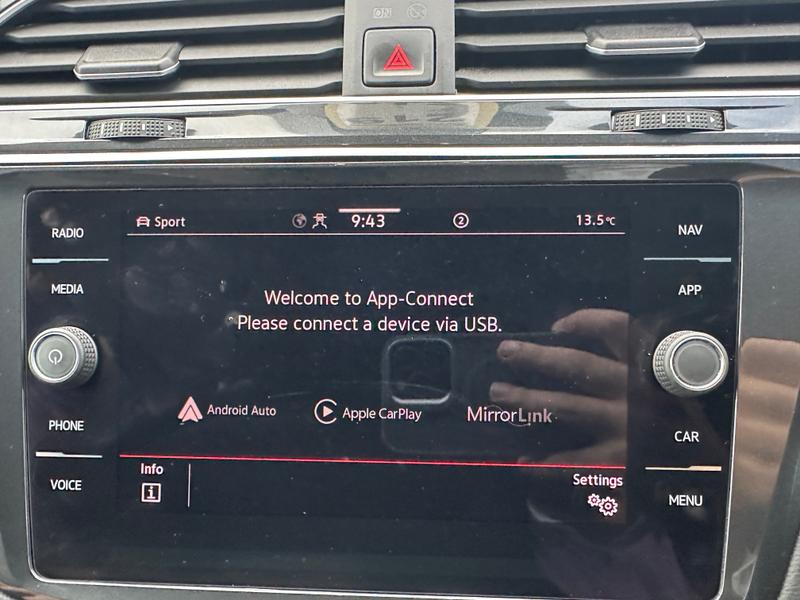 Sport
9:43
2
13.5°C
RADIO
NAV
MEDIA
APP
Welcome to App-Connect
Please connect a device via USB.
Android Auto
Apple CarPlay
MirrorLink
PHONE
CAR
VOICE
MENU
Info
i
Settings